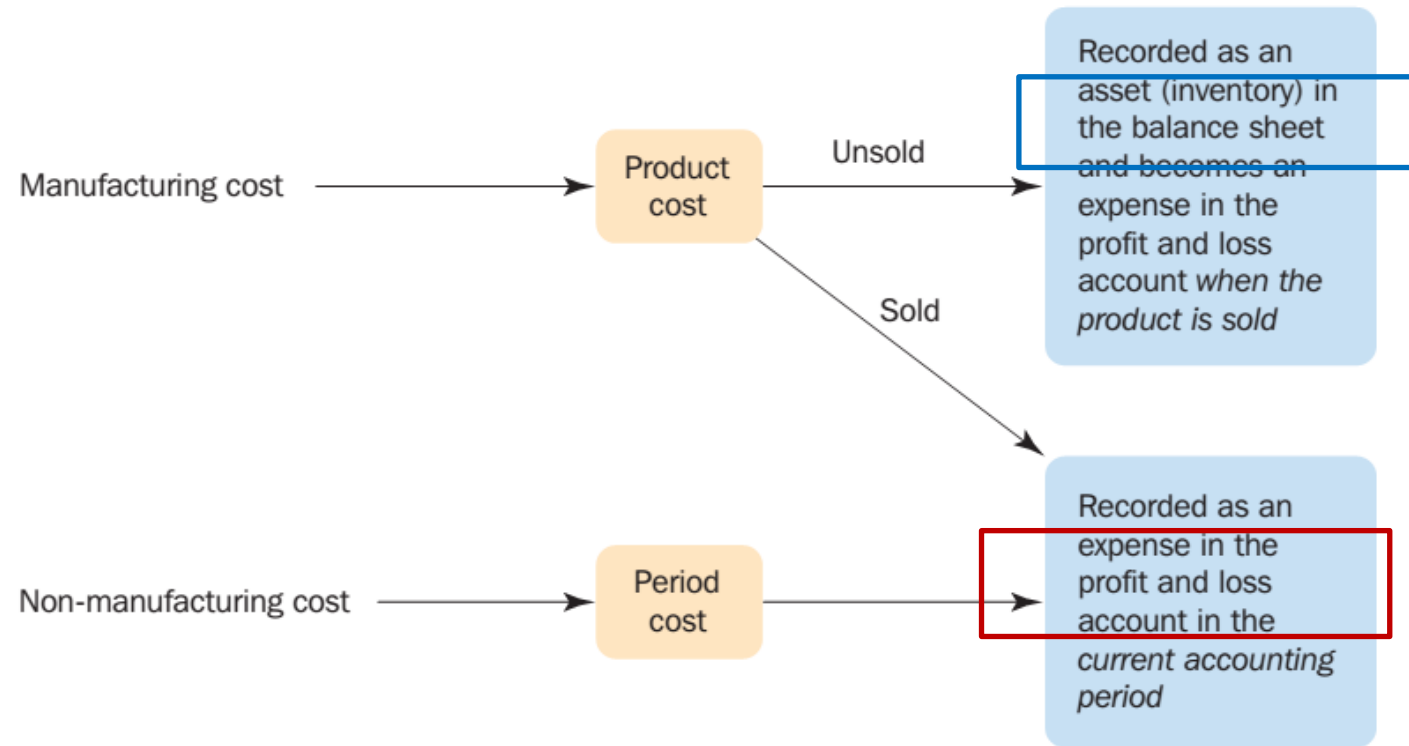 Recorded as an
asset (inventory) in
the balance sheet
and becomes an
expense in the
profit and loss
account when the
product is sold
Unsold
Product
cost
Manufacturing cost
Sold
Recorded as an
expense in the
profit and loss
account in the
current accounting
period
Period
cost
Non-manufacturing cost